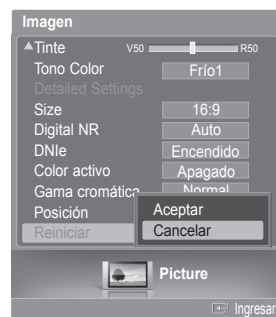 Imagen
Tinte V50 R50
Tono Color Frío1
Detailed Settings
Size 16:9
Digital NR Auto
DNIe Encendido
Color activo Apagado
Gama cromática Normal
Posición Aceptar
Reiniciar Cancelar
Picture
Ingresar